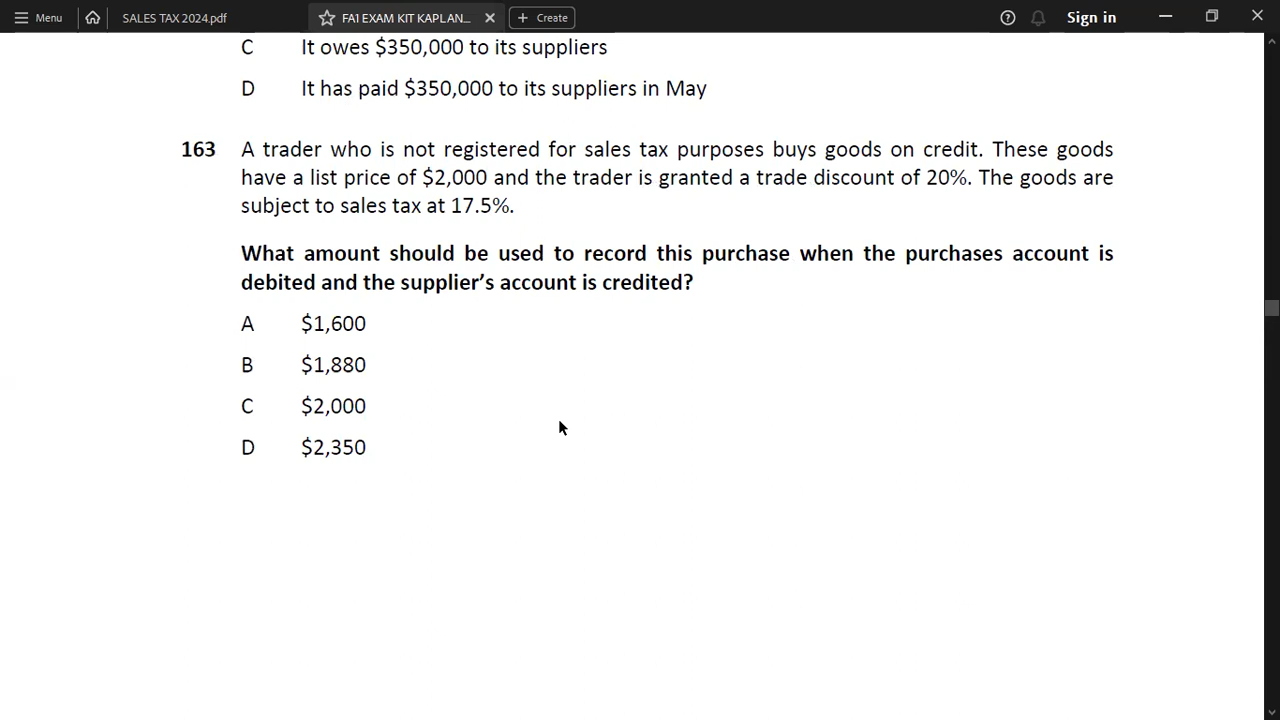 Menu SALES TAX 2024.pdf FA1 EXAM KIT KAPLAN... Create Sign in
C It owes $350,000 to its suppliers
D It has paid $350,000 to its suppliers in May
163 A trader who is not registered for sales tax purposes buys goods on credit. These goods
have a list price of $2,000 and the trader is granted a trade discount of 20%. The goods are
subject to sales tax at 17.5%.
What amount should be used to record this purchase when the purchases account is
debited and the supplier’s account is credited?
A $1,600
B $1,880
C $2,000
D $2,350